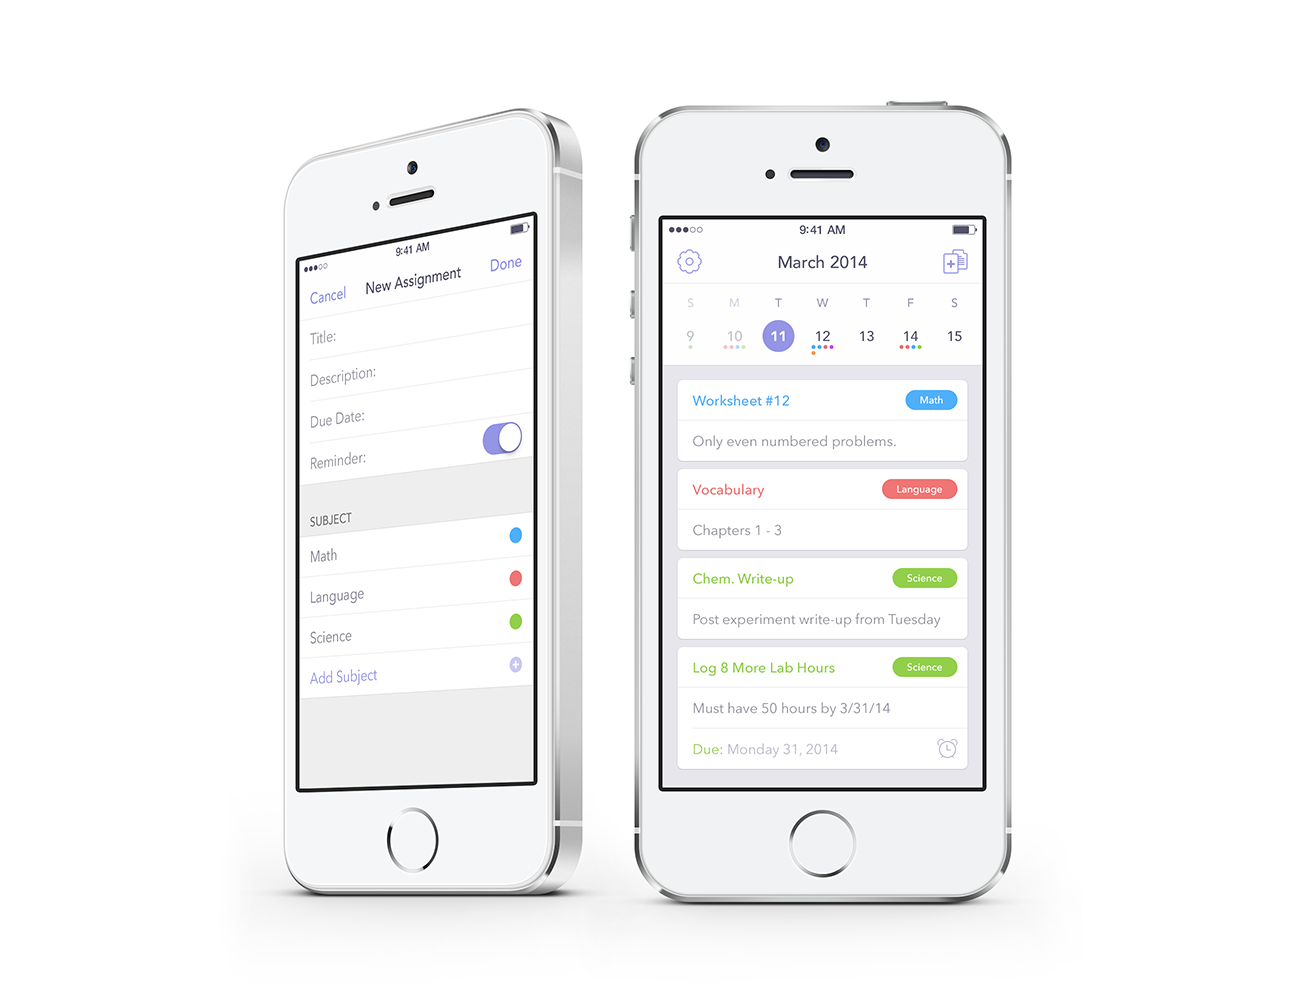 9:41 AM
Cancel New Assignment Done
Title:
Description:
Due Date:
Reminder:
SUBJECT
Math
Language
Science
Add Subject
9:41 AM
March 2014
S M T W T F S
9 10 11 12 13 14 15
Worksheet #12 Math
Only even numbered problems.
Vocabulary Language
Chapters 1 - 3
Chem. Write-up Science
Post experiment write-up from Tuesday
Log 8 More Lab Hours Science
Must have 50 hours by 3/31/14
Due: Monday 31, 2014